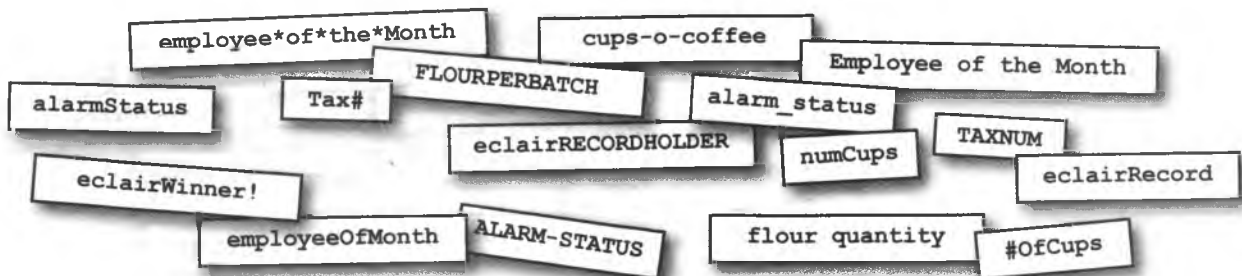 employee*of*the*Month
cups-o-coffee
Employee of the Month
FLOURPERBATCH
alarmStatus
Tax#
alarm_status
eclairRECORDHOLDER
numCups
TAXNUM
eclairRecord
eclairWinner!
employeeOfMonth
ALARM-STATUS
flour quantity
#OfCups